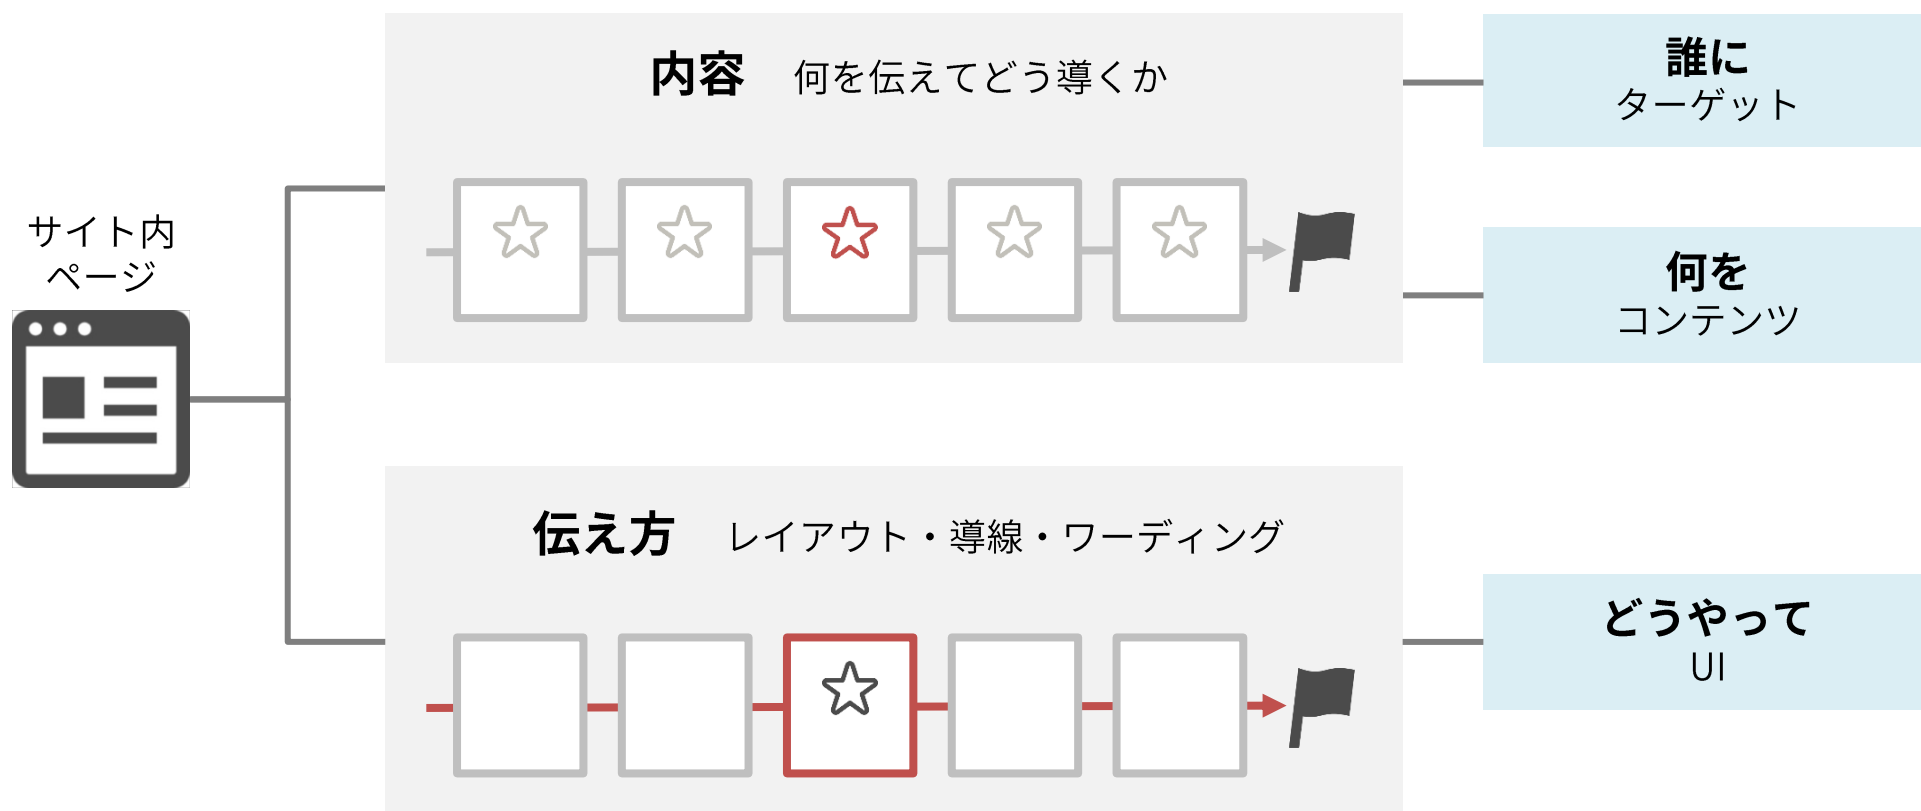 サイト内
ページ
内容 何を伝えてどう導くか
誰に
ターゲット
何を
コンテンツ
伝え方 レイアウト・導線・ワーディング
どうやって
UI